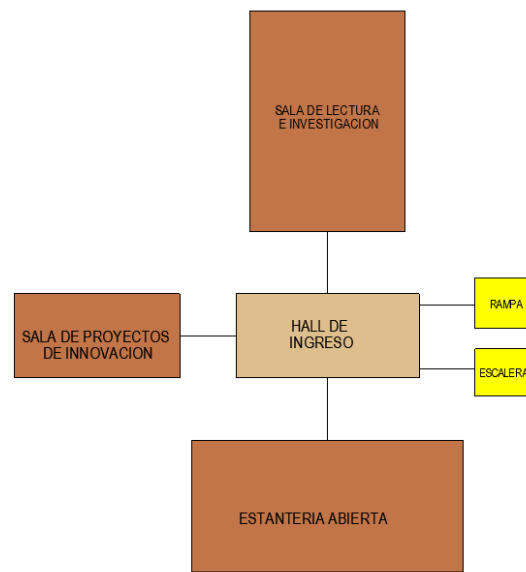 SALA DE LECTURA
E INVESTIGACION
SALA DE PROYECTOS
DE INNOVACION
HALL DE
INGRESO
RAMPA
ESCALERA
ESTANTERIA ABIERTA